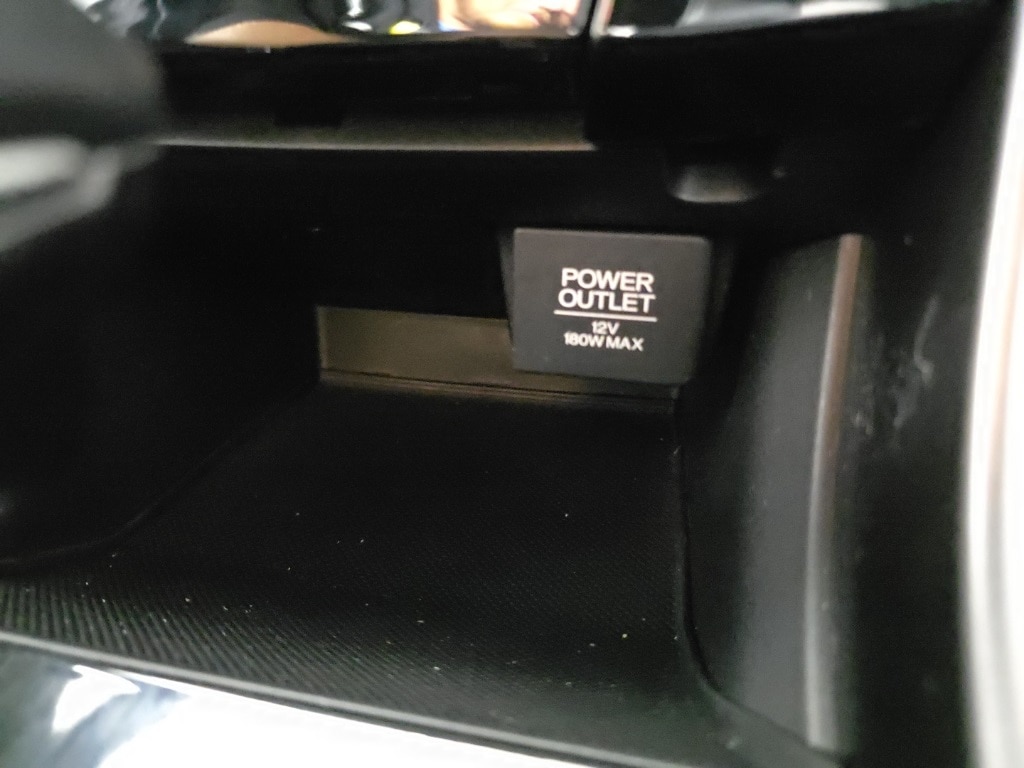 POWER
OUTLET
12V
180W MAX